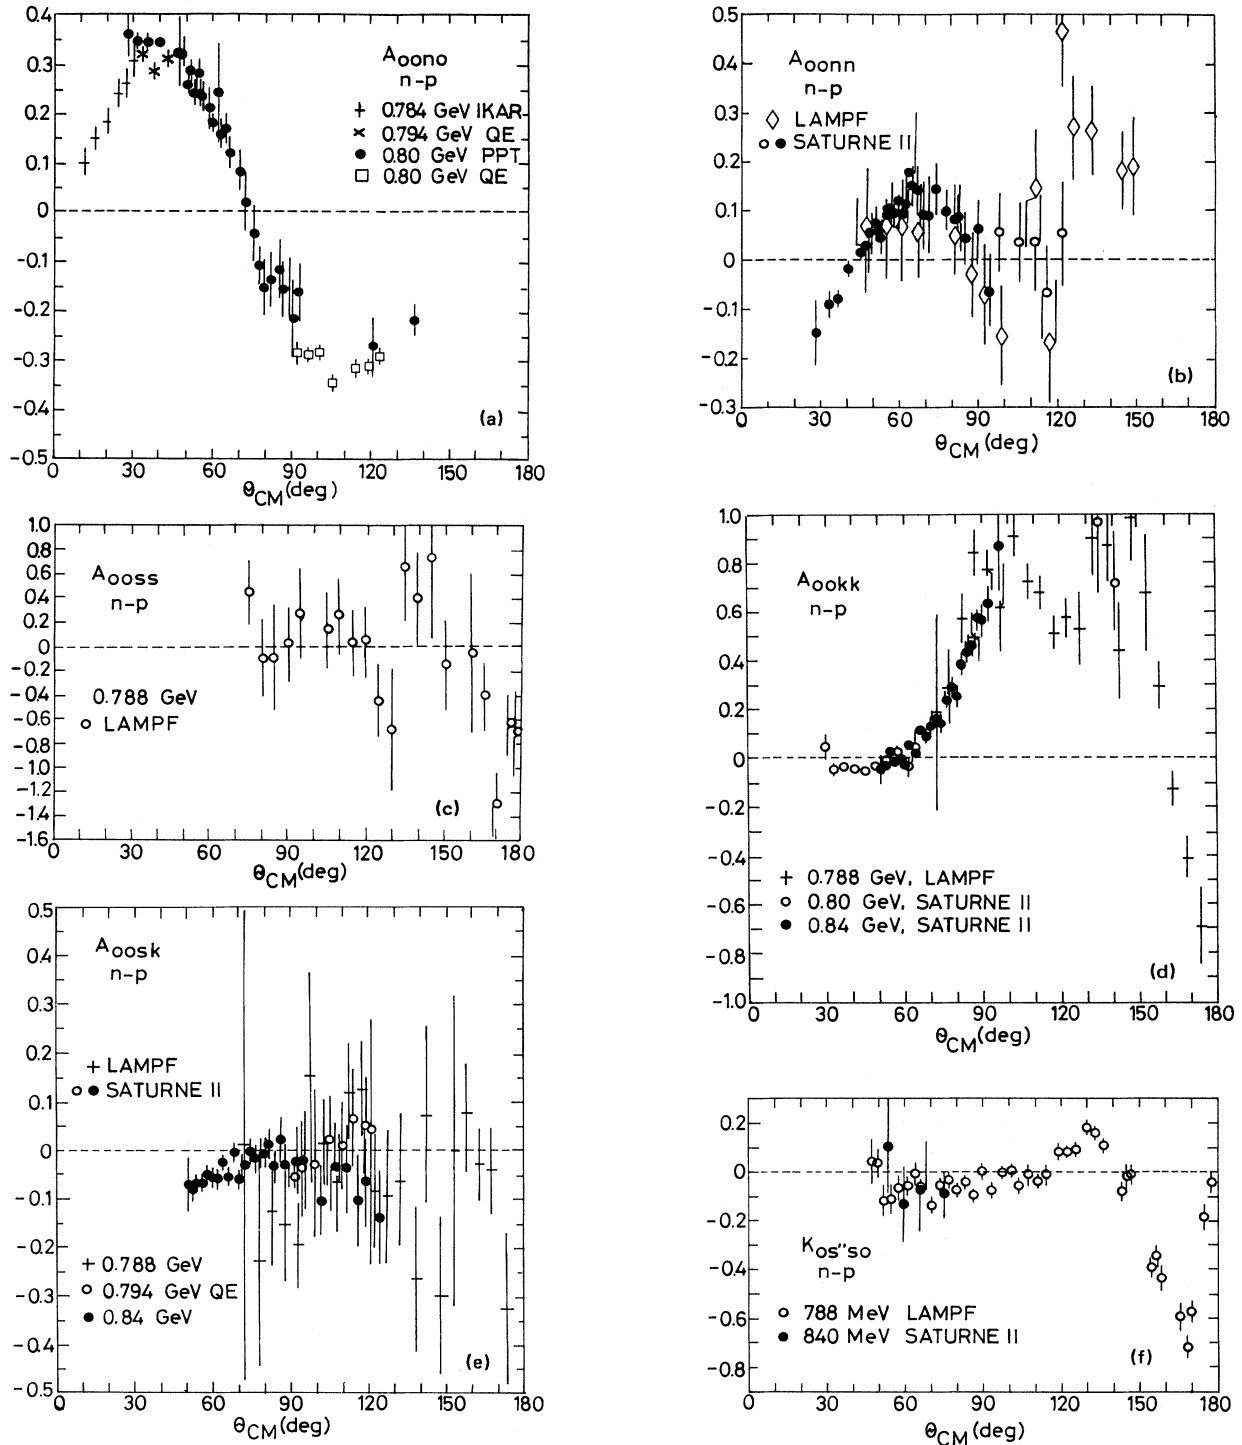 0.4
0.3
0.2
0.1
0
-0.1
-0.2
-0.3
-0.4
-0.5
Aoono
n-p
0.784 GeV IKAR
0.794 GeV QE
0.80 GeV PPT
0.80 GeV QE
(a)
0 30 60 90 120 150 180
ΘCM(deg)
0.5
0.4
0.3
0.2
0.1
0
-0.1
-0.2
-0.3
Aoonn
n-p
LAMPF
SATURNE II
(b)
0 30 60 90 120 150 180
ΘCM(deg)
1.0
0.8
0.6
0.4
0.2
0
-0.2
-0.4
-0.6
-0.8
-1.0
-1.2
-1.4
-1.6
Aooss
n-p
0.788 GeV
LAMPF
(c)
0 30 60 90 120 150 180
ΘCM(deg)
1.0
0.8
0.6
0.4
0.2
0
-0.2
-0.4
-0.6
-0.8
-1.0
Aookk
n-p
0.788 GeV, LAMPF
0.80 GeV, SATURNE II
0.84 GeV, SATURNE II
(d)
0 30 60 90 120 150 180
ΘCM(deg)
0.5
0.4
0.3
0.2
0.1
0
-0.1
-0.2
-0.3
-0.4
-0.5
Aoosk
n-p
LAMPF
SATURNE II
0.788 GeV
0.794 GeV QE
0.84 GeV
(e)
0 30 60 90 120 150 180
ΘCM(deg)
0.2
0
-0.2
-0.4
-0.6
-0.8
Kos"so
n-p
788 MeV LAMPF
840 MeV SATURNE II
(f)
0 30 60 90 120 150 180
ΘCM(deg)